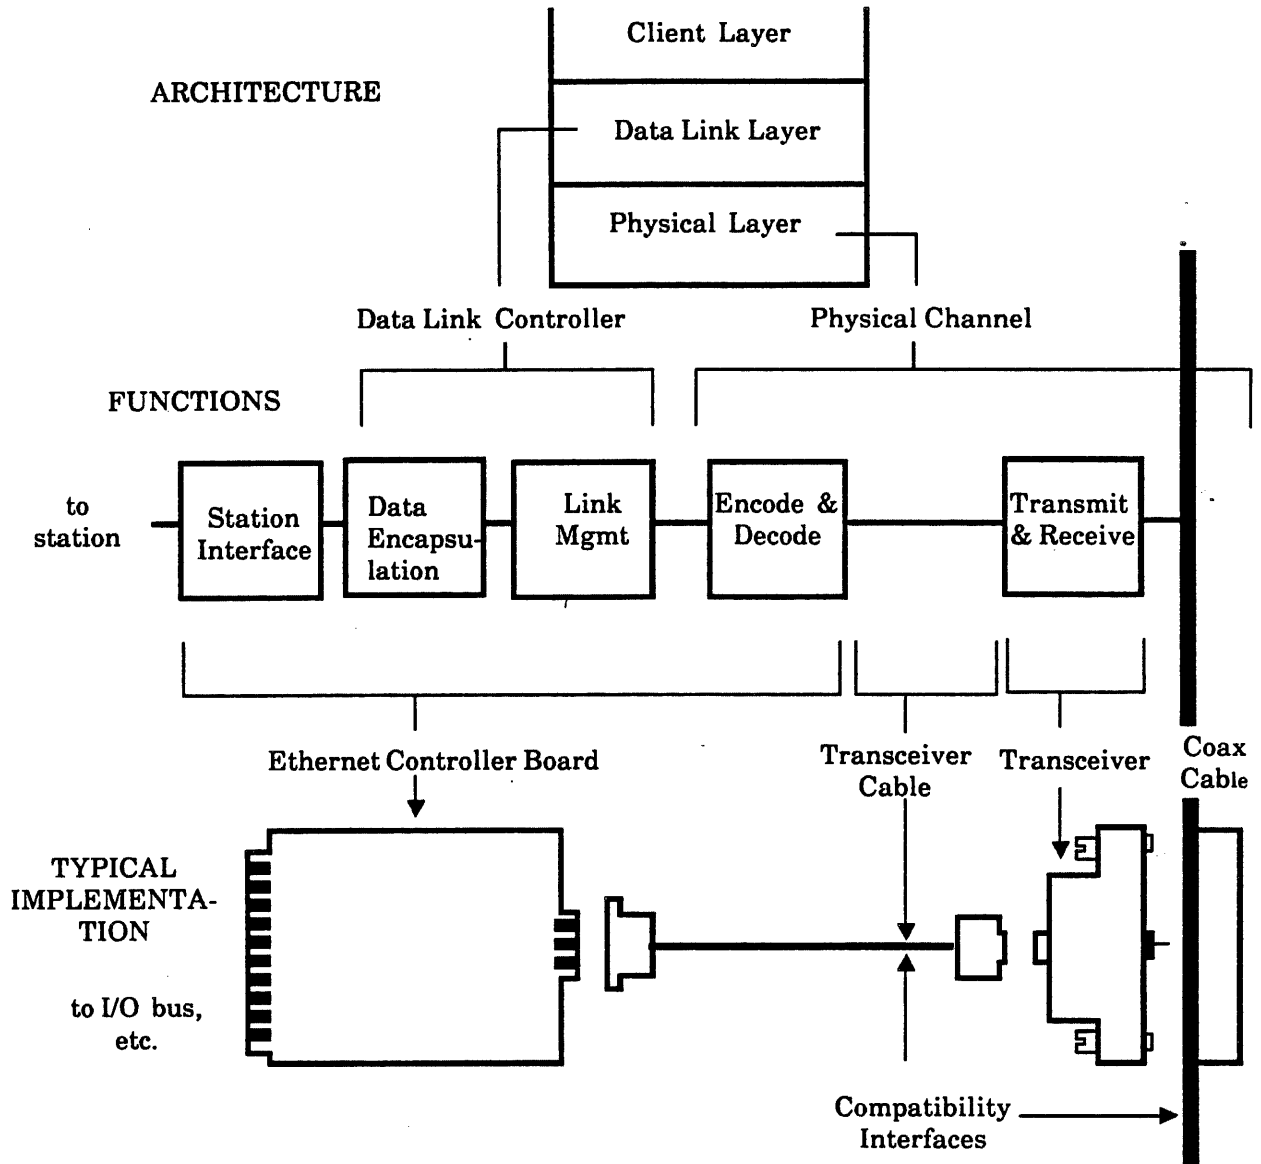 Client Layer
ARCHITECTURE
Data Link Layer
Physical Layer
Data Link Controller
Physical Channel
FUNCTIONS
to
station
Station
Interface
Data
Encapsu-
lation
Link
Mgmt
Encode &
Decode
Transmit
& Receive
Ethernet Controller Board
Transceiver
Cable
Transceiver
Coax
Cable
TYPICAL
IMPLEMENTA-
TION
to I/O bus,
etc.
Compatibility
Interfaces